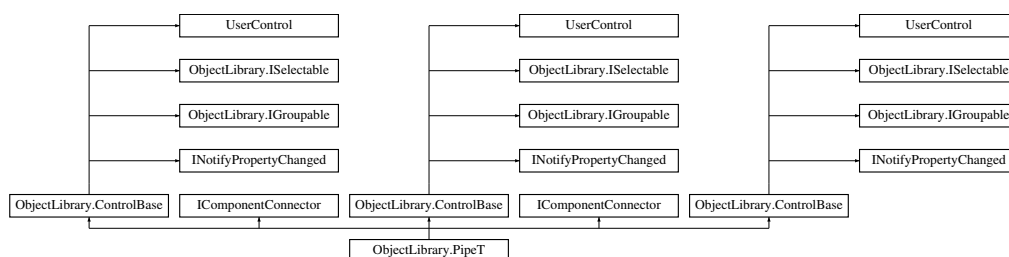 UserControl UserControl UserControl
ObjectLibrary.ISelectable ObjectLibrary.ISelectable ObjectLibrary.ISelectable
ObjectLibrary.IGroupable ObjectLibrary.IGroupable ObjectLibrary.IGroupable
INotifyPropertyChanged INotifyPropertyChanged INotifyPropertyChanged
ObjectLibrary.ControlBase IComponentConnector ObjectLibrary.ControlBase IComponentConnector ObjectLibrary.ControlBase
ObjectLibrary.PipeT